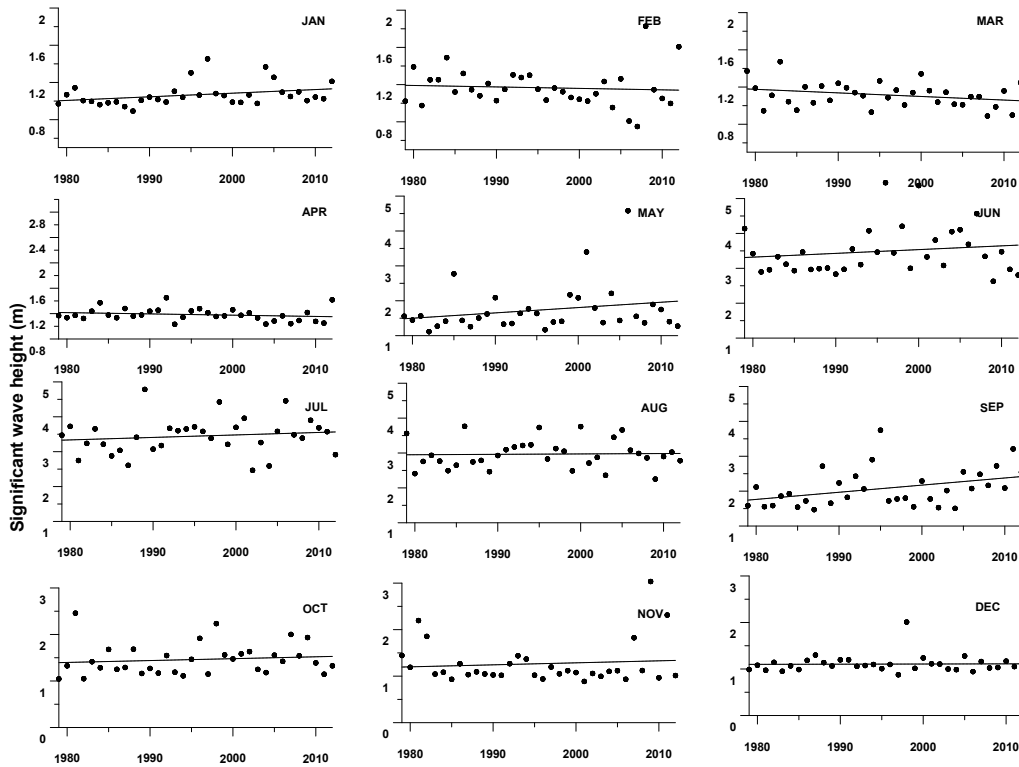 2 2 2
JAN FEB MAR
1.6 1.6 1.6
1.2 1.2 1.2
0.8 0.8 0.8
1980 1990 2000 2010 1980 1990 2000 2010 1980 1990 2000 2010
APR MAY JUN
2.8 5 5
2.4 4 4
2 3 3
1.6 2 2
1.2 1 1
0.8
1980 1990 2000 2010 1980 1990 2000 2010 1980 1990 2000 2010
Significant wave height (m)
JUL AUG SEP
5 5 5
4 4 4
3 3 3
2 2 2
1 1 1
1980 1990 2000 2010 1980 1990 2000 2010 1980 1990 2000 2010
OCT NOV DEC
3 3 3
2 2 2
1 1 1
0 0 0
1980 1990 2000 2010 1980 1990 2000 2010 1980 1990 2000 2010